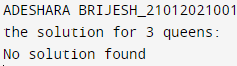 ADESHARA BRIJESH_21012021001
the solution for 3 queens:
No solution found